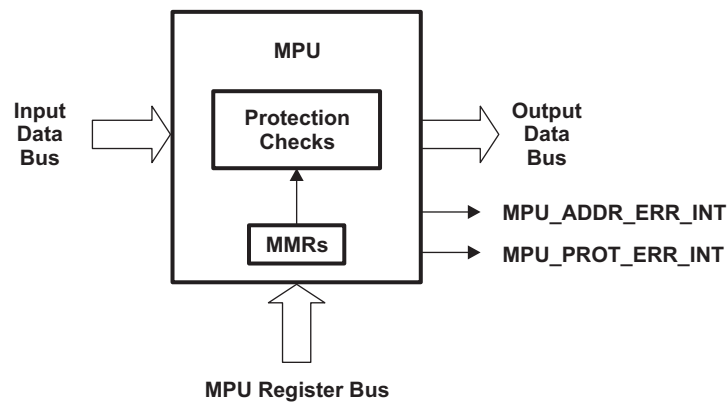 MPU
Input
Data
Bus
Protection
Checks
Output
Data
Bus
MPU_ADDR_ERR_INT
MMRs
MPU_PROT_ERR_INT
MPU Register Bus